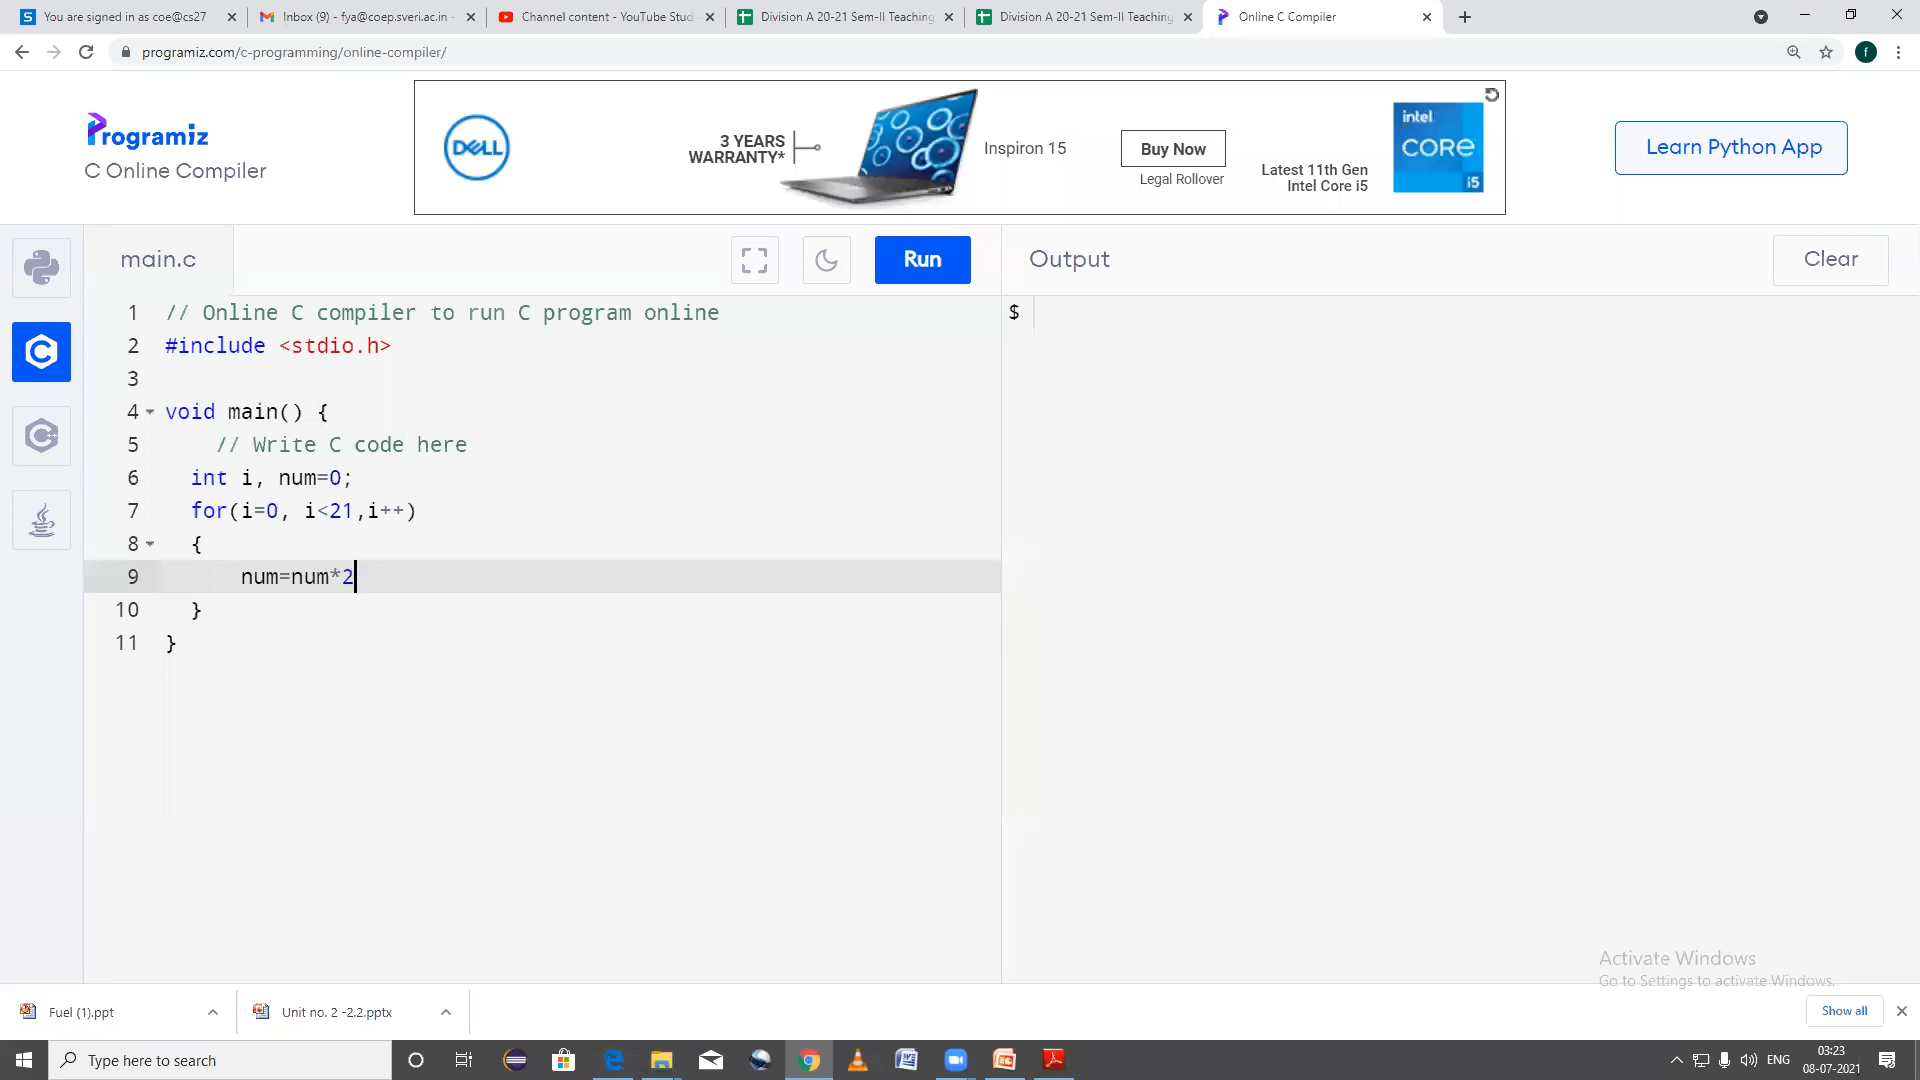 You are signed in as coe@cs27
Inbox (9) - fya@coep.sveri.ac.in -
Channel content - YouTube Stud
Division A 20-21 Sem-II Teaching
Division A 20-21 Sem-II Teaching
Online C Compiler
programiz.com/c-programming/online-compiler/
f
Programiz
C Online Compiler
DELL
3 YEARS
WARRANTY*
Inspiron 15
Buy Now
Legal Rollover
Latest 11th Gen
Intel Core i5
intel
CORE
i5
Learn Python App
main.c
Run
Output
Clear
1 // Online C compiler to run C program online
2 #include <stdio.h>
3
4 void main() {
5 // Write C code here
6 int i, num=0;
7 for(i=0, i<21,i++)
8 {
9 num=num*2
10 }
11 }
$
Activate Windows
Go to Settings to activate Windows.
Fuel (1).ppt
Unit no. 2 -2.2.pptx
Show all
Type here to search
ENG
03:23
08-07-2021